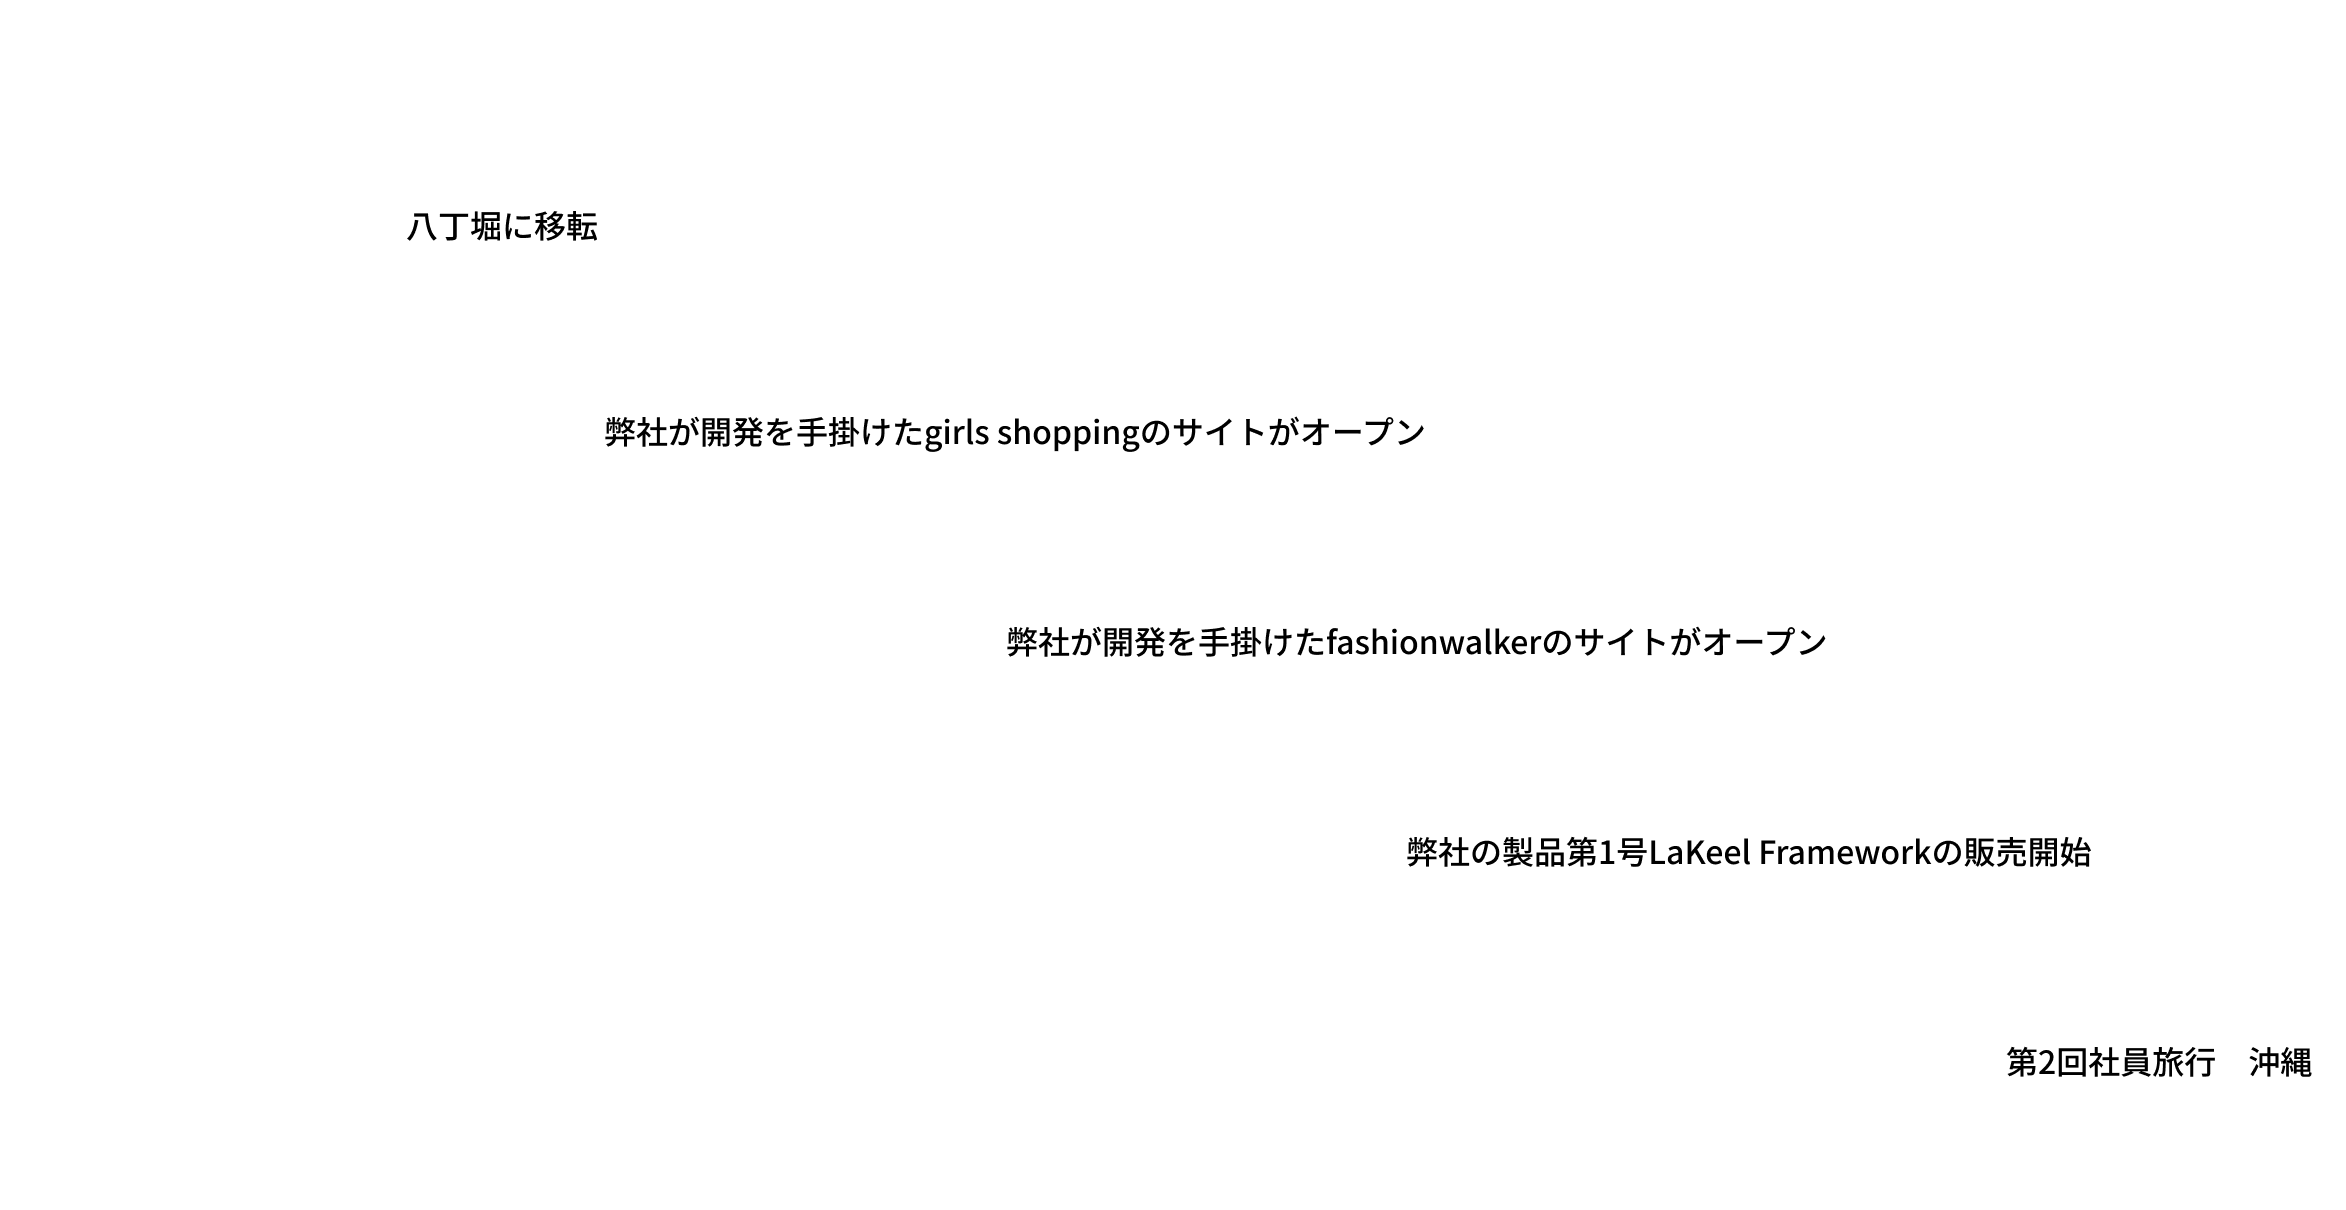 八丁堀に移転
弊社が開発を手掛けたgirls shoppingのサイトがオープン
弊社が開発を手掛けたfashionwalkerのサイトがオープン
弊社の製品第1号LaKeel Frameworkの販売開始
第2回社員旅行　沖縄